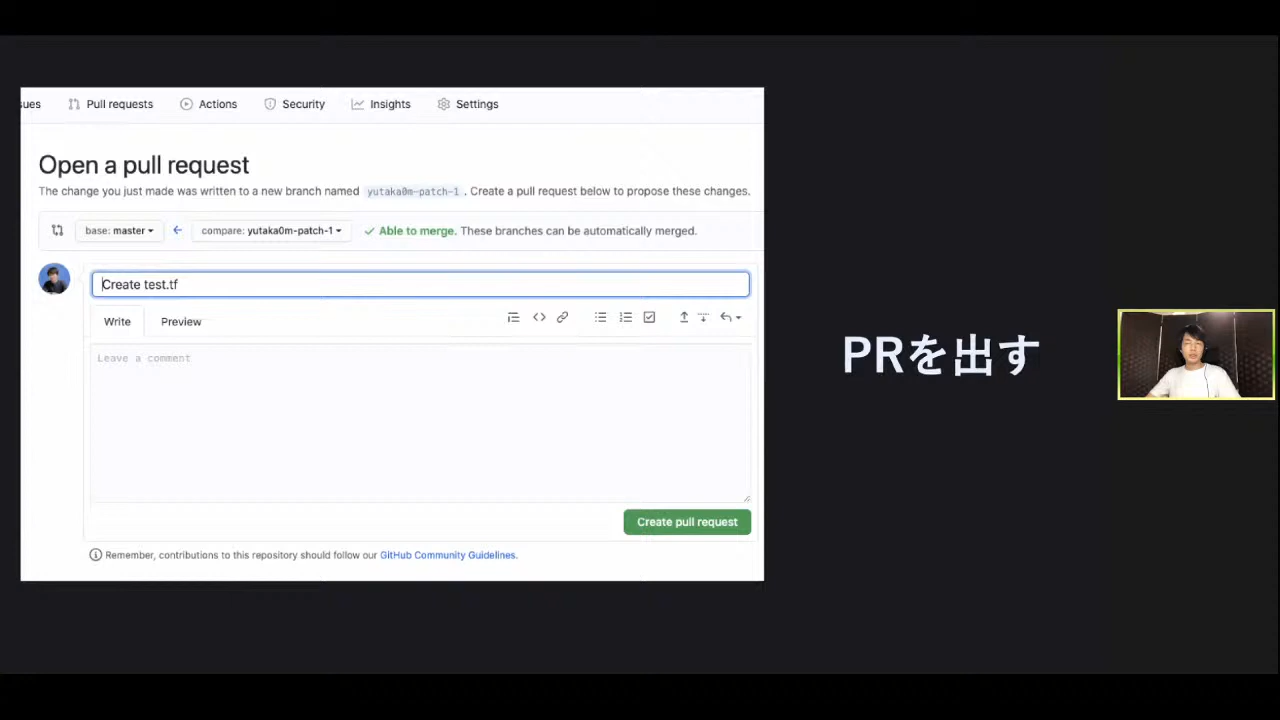 sues Pull requests Actions Security Insights Settings
Open a pull request
The change you just made was written to a new branch named yutaka0m-patch-1 . Create a pull request below to propose these changes.
base: master compare: yutaka0m-patch-1 Able to merge. These branches can be automatically merged.
Create test.tf
Write Preview
Leave a comment
Create pull request
Remember, contributions to this repository should follow our GitHub Community Guidelines.
PRを出す